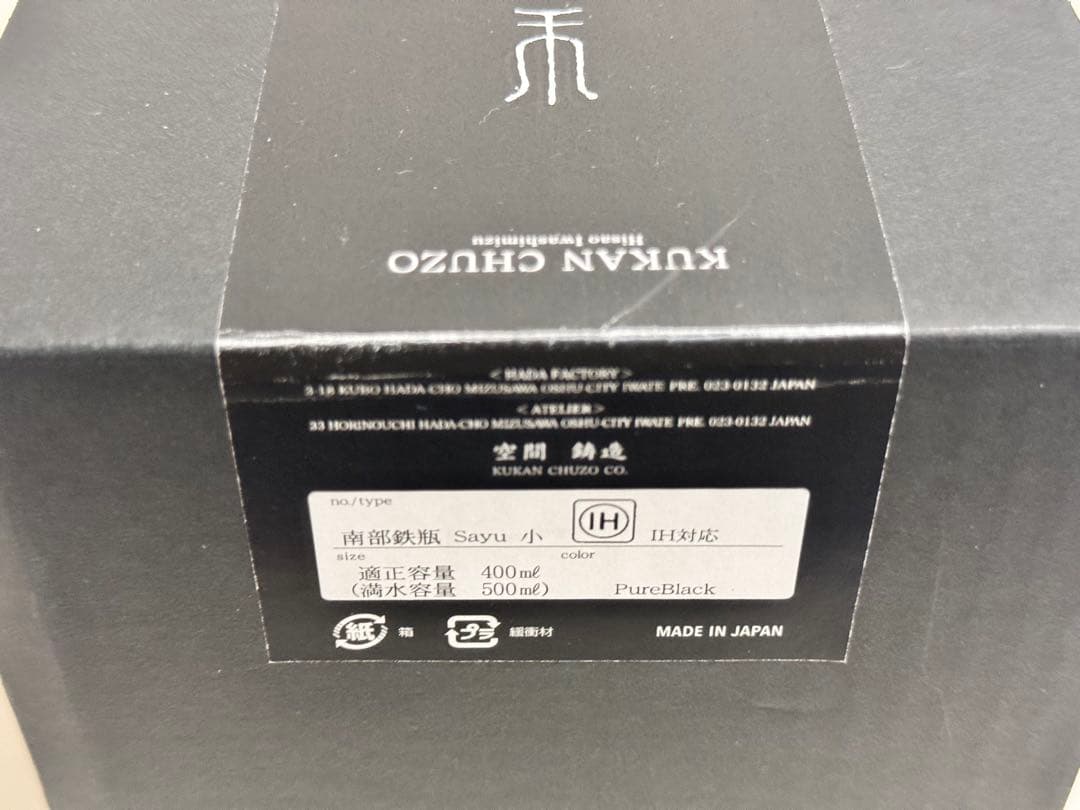 KUKAN CHUZO
Hisao Iwashimizu
< HADA FACTORY >
2-18 KUBO HADA-CHO MIZUSAWA OSHU-CITY IWATE PRE. 023-0132 JAPAN
< ATELIER >
33 HORINOUCHI HADA-CHO MIZUSAWA OSHU-CITY IWATE PRE. 023-0132 JAPAN
空間 鋳造
KUKAN CHUZO CO.
no./type
南部鉄瓶 Sayu 小 IH IH対応
size color
適正容量 400㎖
(満水容量 500㎖) PureBlack
紙 箱 プラ 緩衝材 MADE IN JAPAN